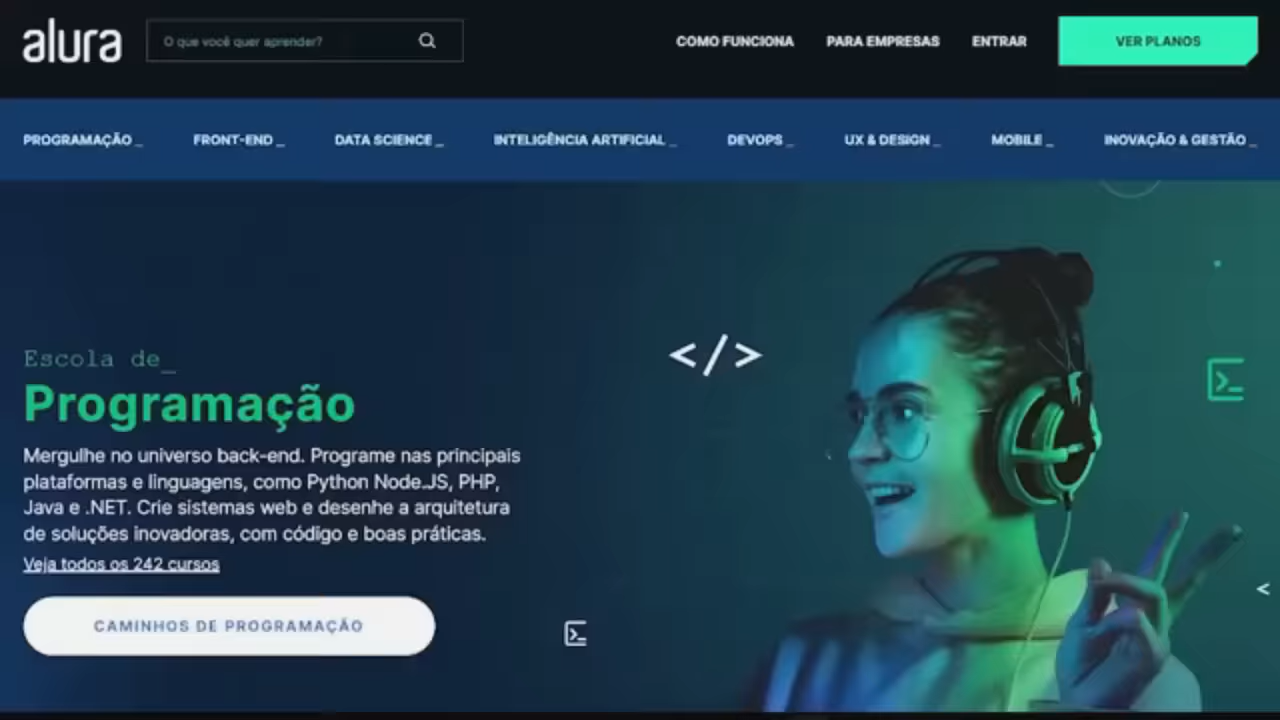 alura
O que você quer aprender?
COMO FUNCIONA
PARA EMPRESAS
ENTRAR
VER PLANOS
PROGRAMAÇÃO _
FRONT-END _
DATA SCIENCE _
INTELIGÊNCIA ARTIFICIAL _
DEVOPS _
UX & DESIGN _
MOBILE _
INOVAÇÃO & GESTÃO _
</>
Escola de_
Programação
Mergulhe no universo back-end. Programe nas principais
plataformas e linguagens, como Python Node.JS, PHP,
Java e .NET. Crie sistemas web e desenhe a arquitetura
de soluções inovadoras, com código e boas práticas.
Veja todos os 242 cursos
CAMINHOS DE PROGRAMAÇÃO
<